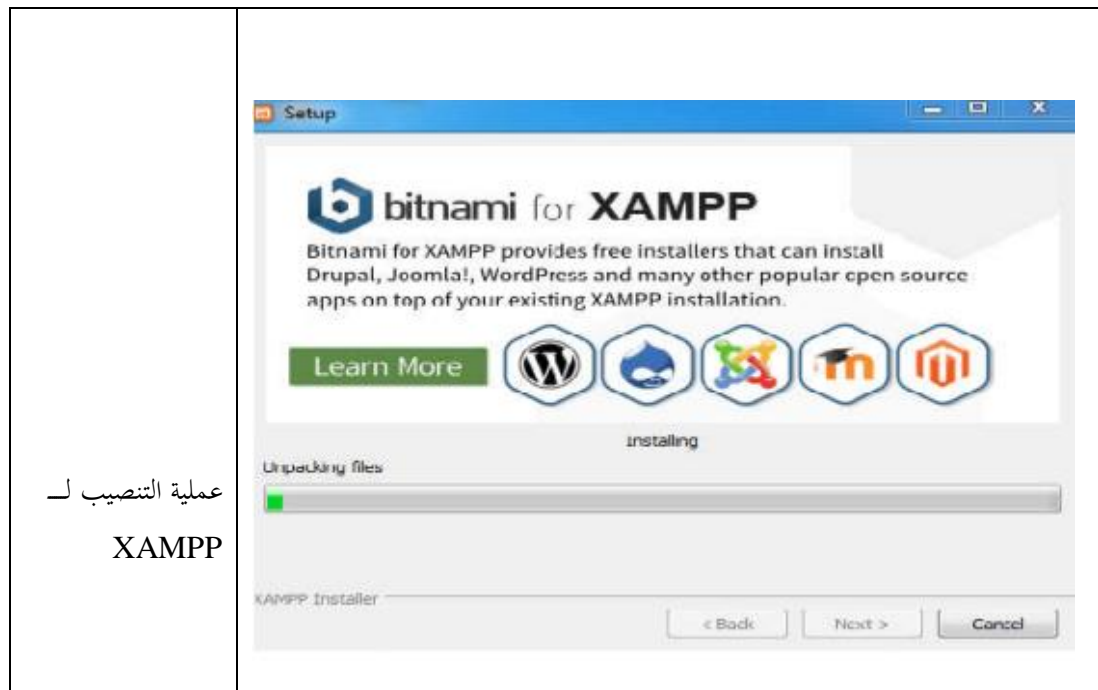 Setup
bitnami for XAMPP
Bitnami for XAMPP provides free installers that can install
Drupal, Joomla!, WordPress and many other popular open source
apps on top of your existing XAMPP installation.
Learn More
Installing
Unpacking files
عملية التنصيب لـــ
XAMPP
XAMPP Installer
< Back
Next >
Cancel